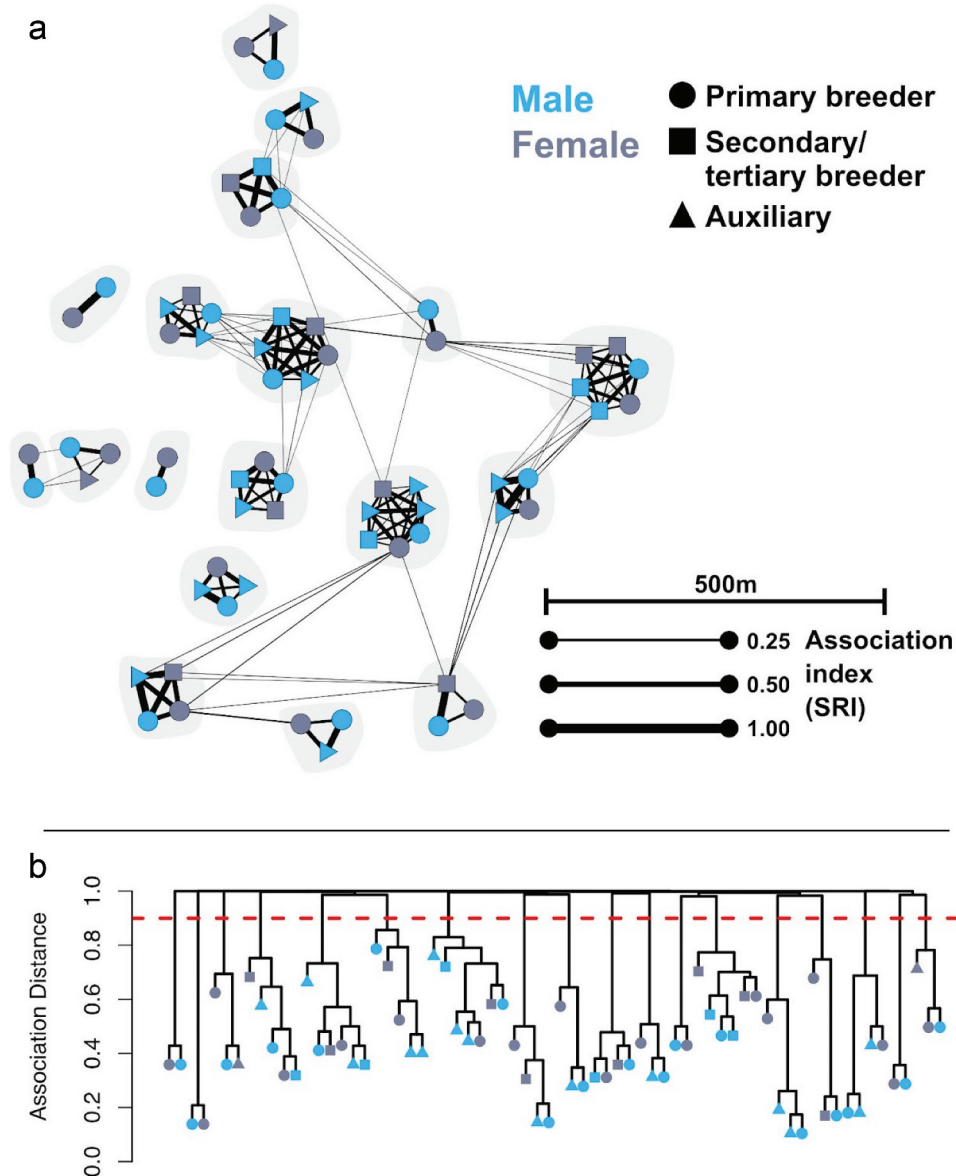 a
Male
Female
Primary breeder
Secondary/
tertiary breeder
Auxiliary
500m
0.25
0.50
1.00
Association
index
(SRI)
b
Association Distance
1.0
0.8
0.6
0.4
0.2
0.0